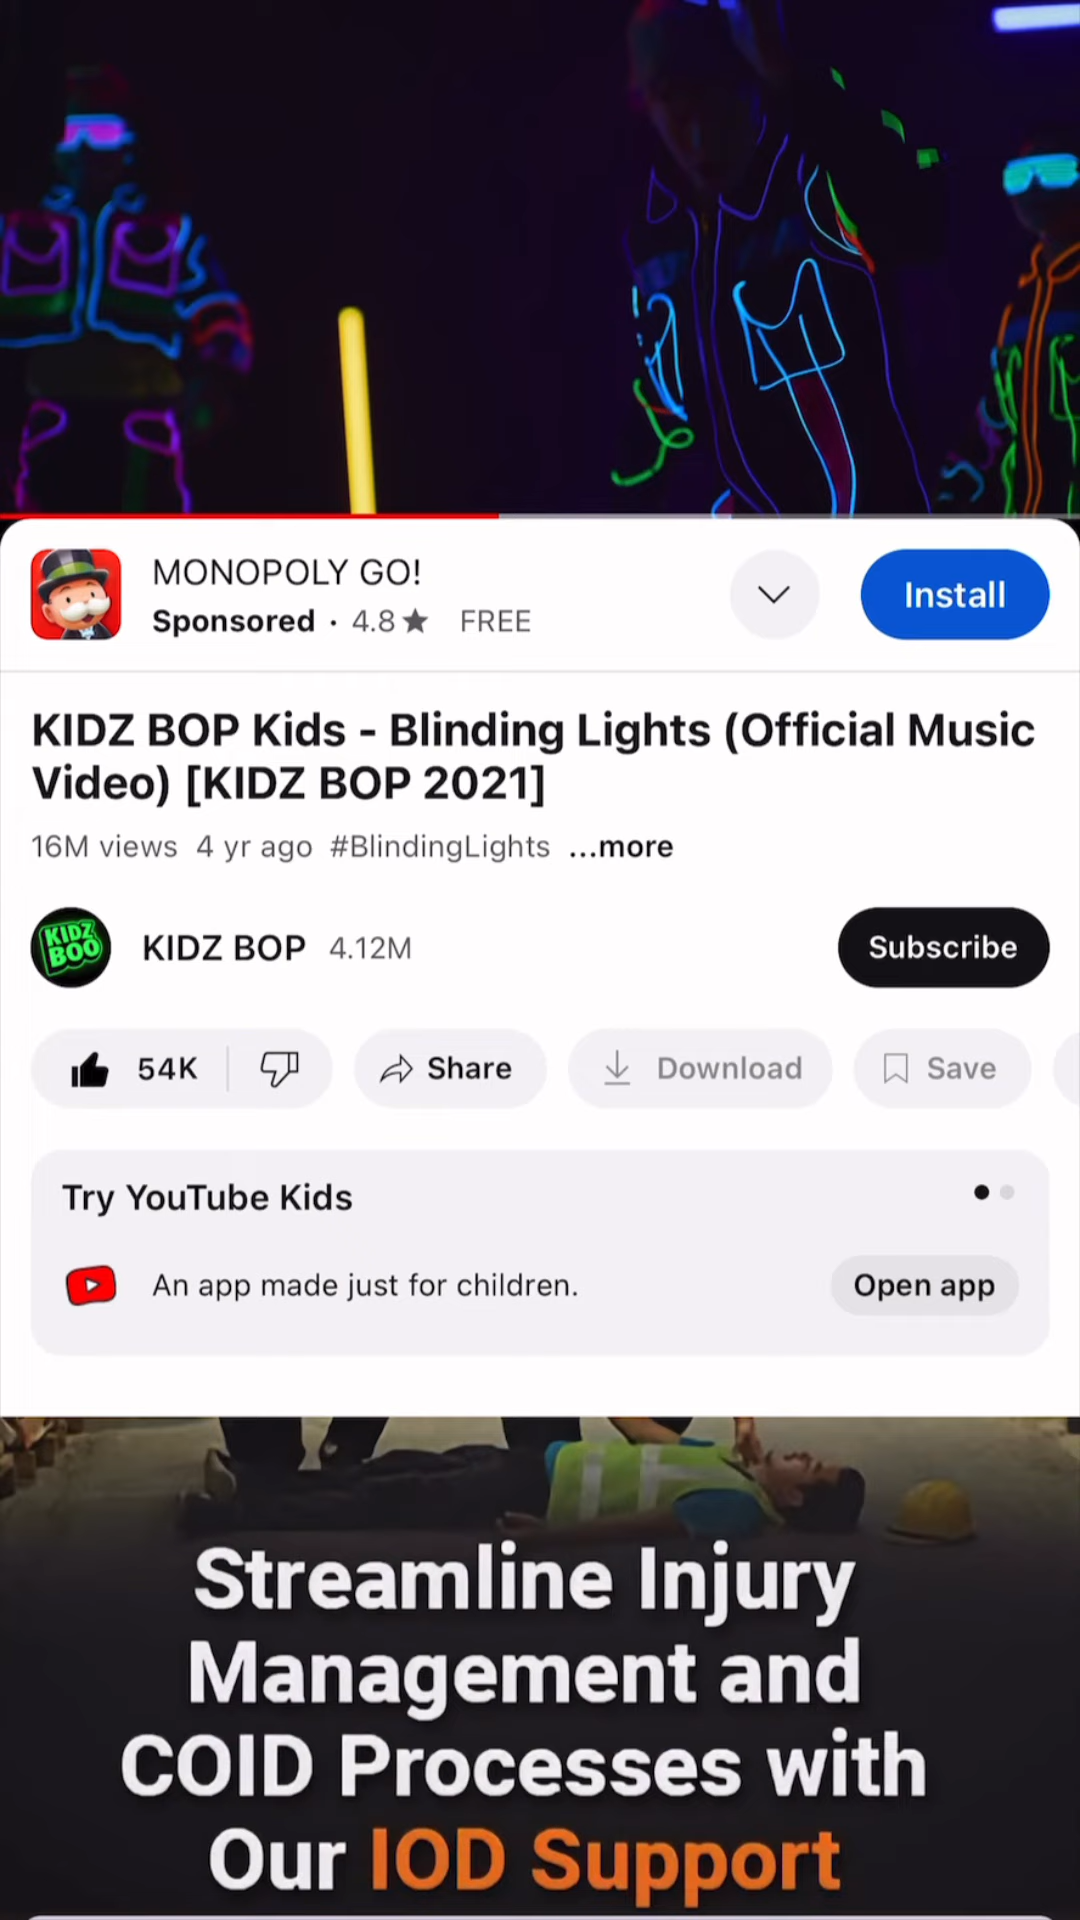 MONOPOLY GO!
Sponsored · 4.8★ FREE
Install
KIDZ BOP Kids - Blinding Lights (Official Music
Video) [KIDZ BOP 2021]
16M views 4 yr ago #BlindingLights ...more
KIDZ
BOO
KIDZ BOP 4.12M
Subscribe
54K
Share
Download
Save
Try YouTube Kids
An app made just for children.
Open app
Streamline Injury
Management and
COID Processes with
Our IOD Support